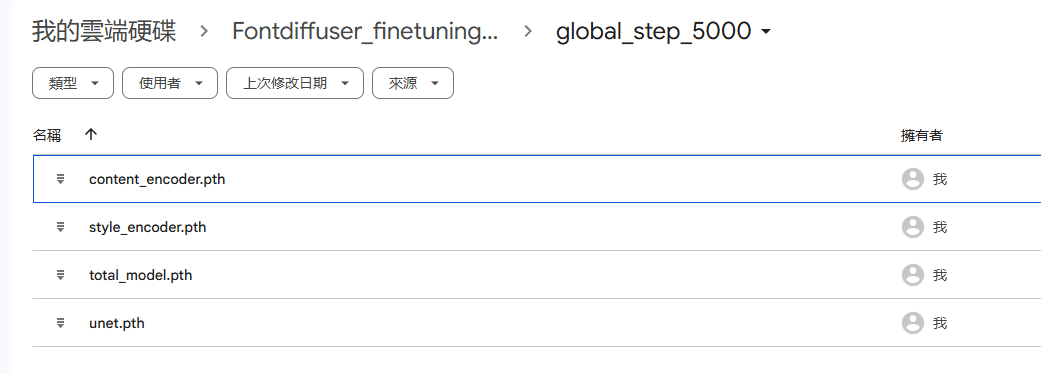 我的雲端硬碟 > Fontdiffuser_finetuning... > global_step_5000
類型 使用者 上次修改日期 來源
名稱 擁有者
content_encoder.pth 我
style_encoder.pth 我
total_model.pth 我
unet.pth 我